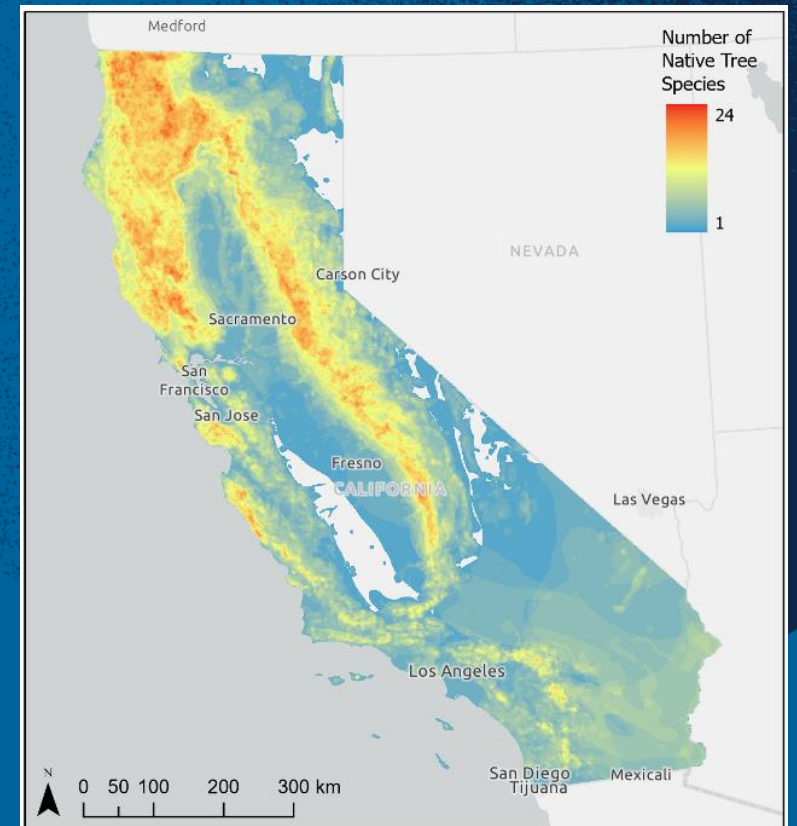 Medford
Number of
Native Tree
Species
24
1
NEVADA
Carson City
Sacramento
San
Francisco
San Jose
Fresno
CALIFORNIA
Las Vegas
Los Angeles
San Diego
Tijuana
Mexicali
N
0 50 100 200 300 km